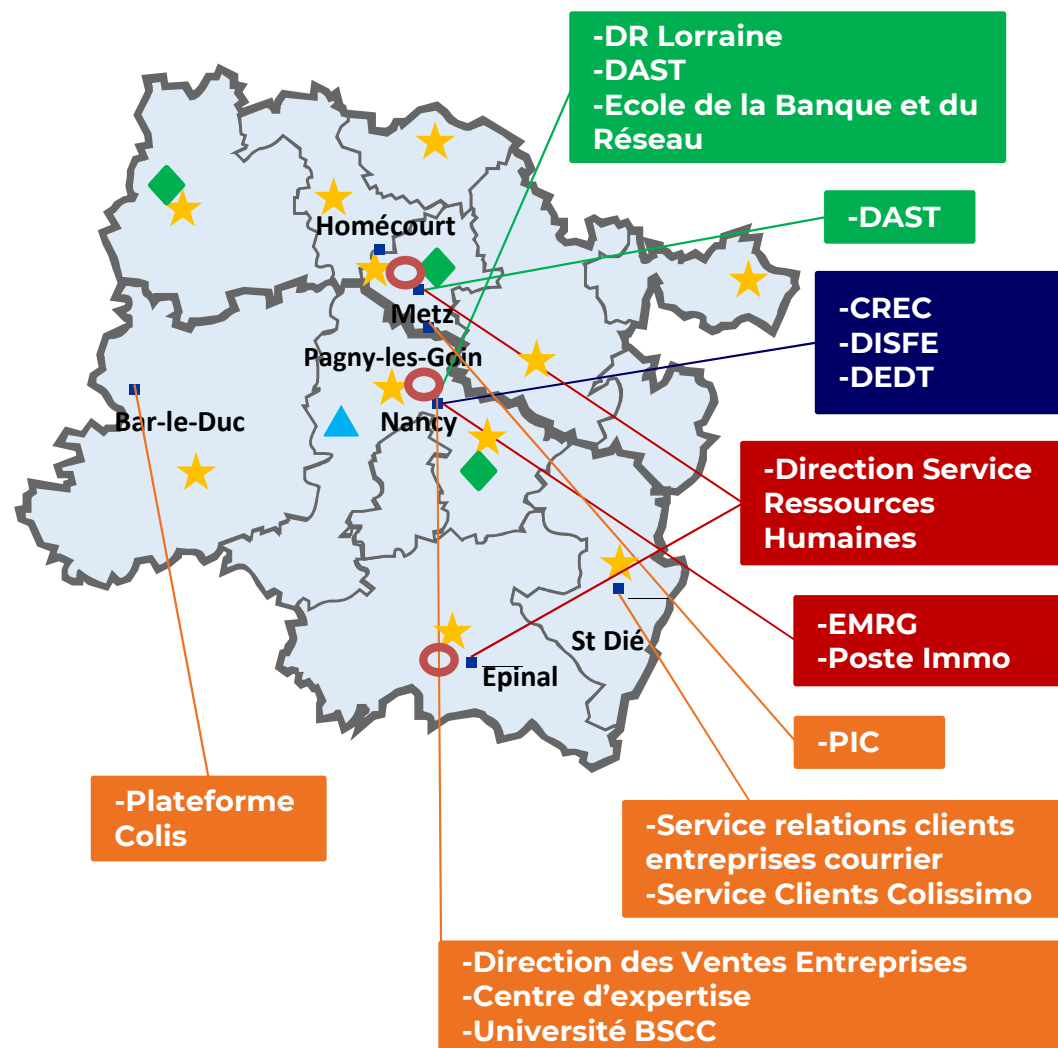 -DR Lorraine
-DAST
-Ecole de la Banque et du
Réseau
-DAST
Homécourt
-CREC
-DISFE
-DEDT
Metz
Pagny-les-Goin
Bar-le-Duc
Nancy
-Direction Service
Ressources
Humaines
-EMRG
-Poste Immo
St Dié
Epinal
-PIC
-Plateforme
Colis
-Service relations clients
entreprises courrier
-Service Clients Colissimo
-Direction des Ventes Entreprises
-Centre d’expertise
-Université BSCC